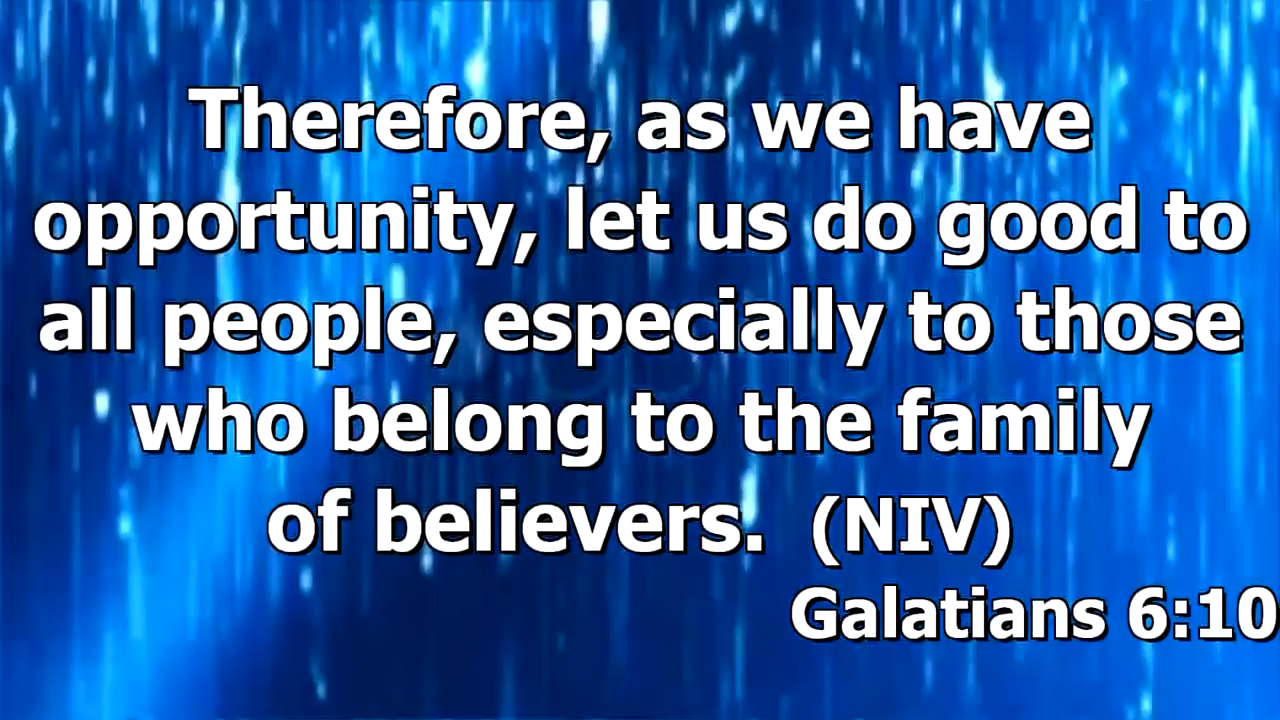 Therefore, as we have
opportunity, let us do good to
all people, especially to those
who belong to the family
of believers.  (NIV)
Galatians 6:10